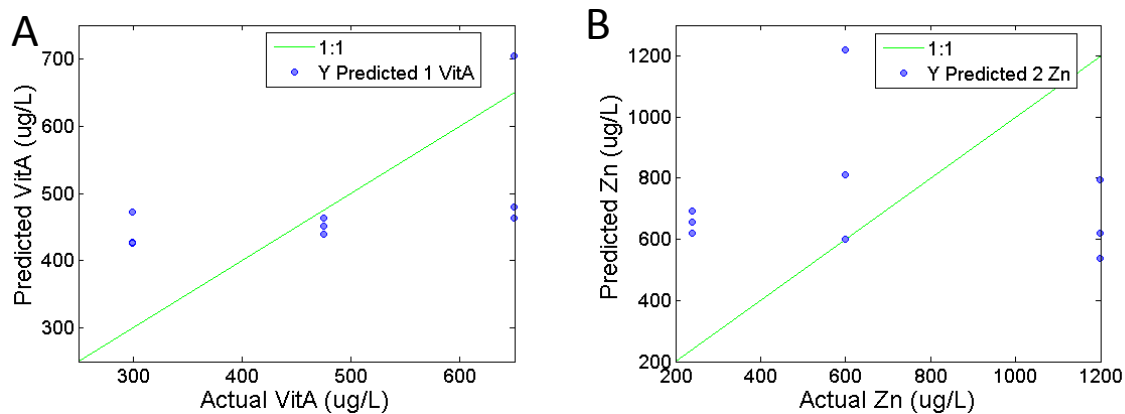 A
1:1
Y Predicted 1 VitA
700
600
500
400
300
Predicted VitA (ug/L)
300
400
500
600
Actual VitA (ug/L)
B
1:1
Y Predicted 2 Zn
1200
1000
800
600
400
200
Predicted Zn (ug/L)
200
400
600
800
1000
1200
Actual Zn (ug/L)